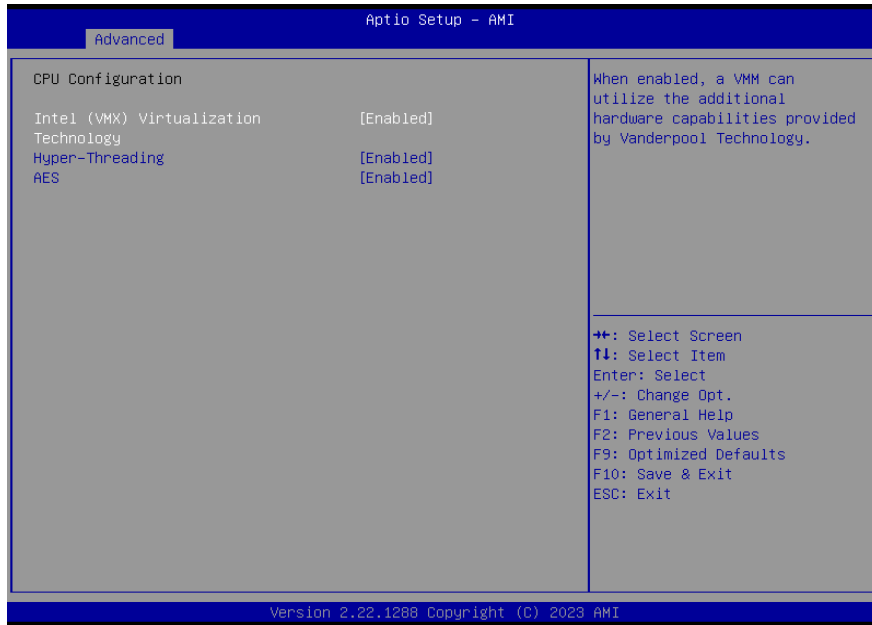 Aptio Setup – AMI
Advanced
CPU Configuration
Intel (VMX) Virtualization [Enabled]
Technology
Hyper-Threading [Enabled]
AES [Enabled]
When enabled, a VMM can
utilize the additional
hardware capabilities provided
by Vanderpool Technology.
→←: Select Screen
↑↓: Select Item
Enter: Select
+/-: Change Opt.
F1: General Help
F2: Previous Values
F9: Optimized Defaults
F10: Save & Exit
ESC: Exit
Version 2.22.1288 Copyright (C) 2023 AMI